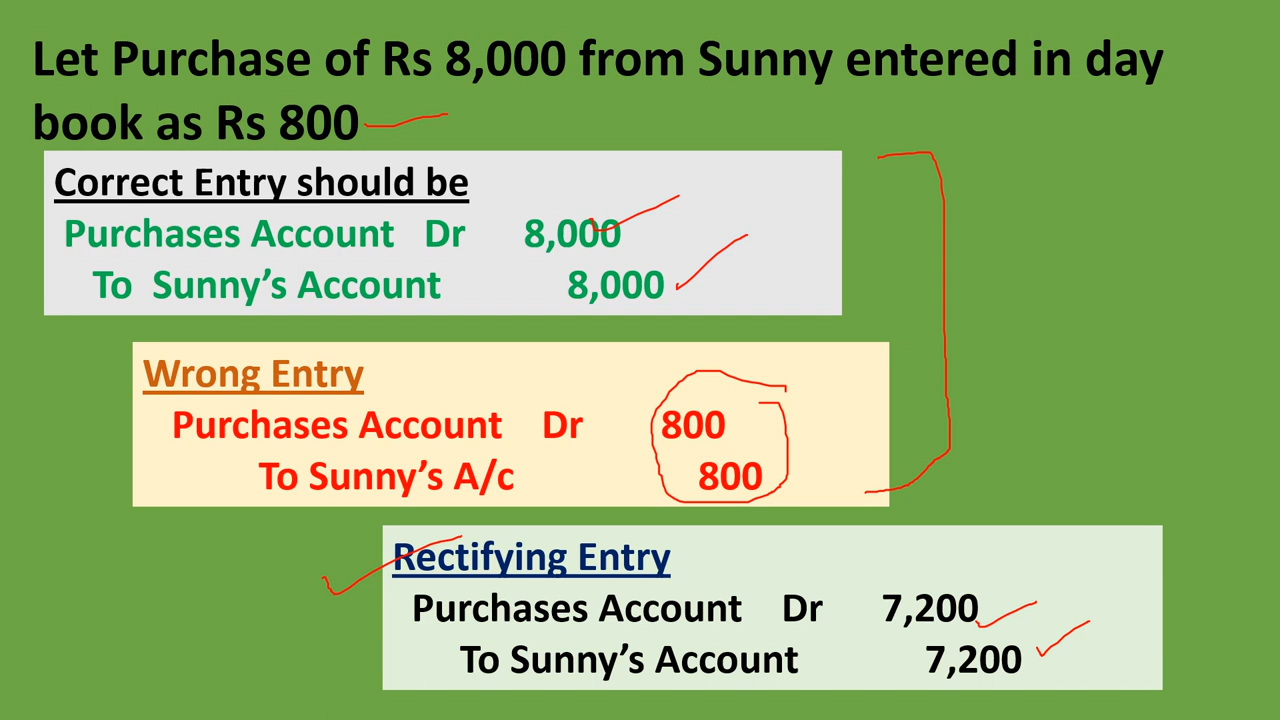 Let Purchase of Rs 8,000 from Sunny entered in day
book as Rs 800
Correct Entry should be
Purchases Account Dr 8,000
To Sunny’s Account 8,000
Wrong Entry
Purchases Account Dr 800
To Sunny’s A/c 800
Rectifying Entry
Purchases Account Dr 7,200
To Sunny’s Account 7,200